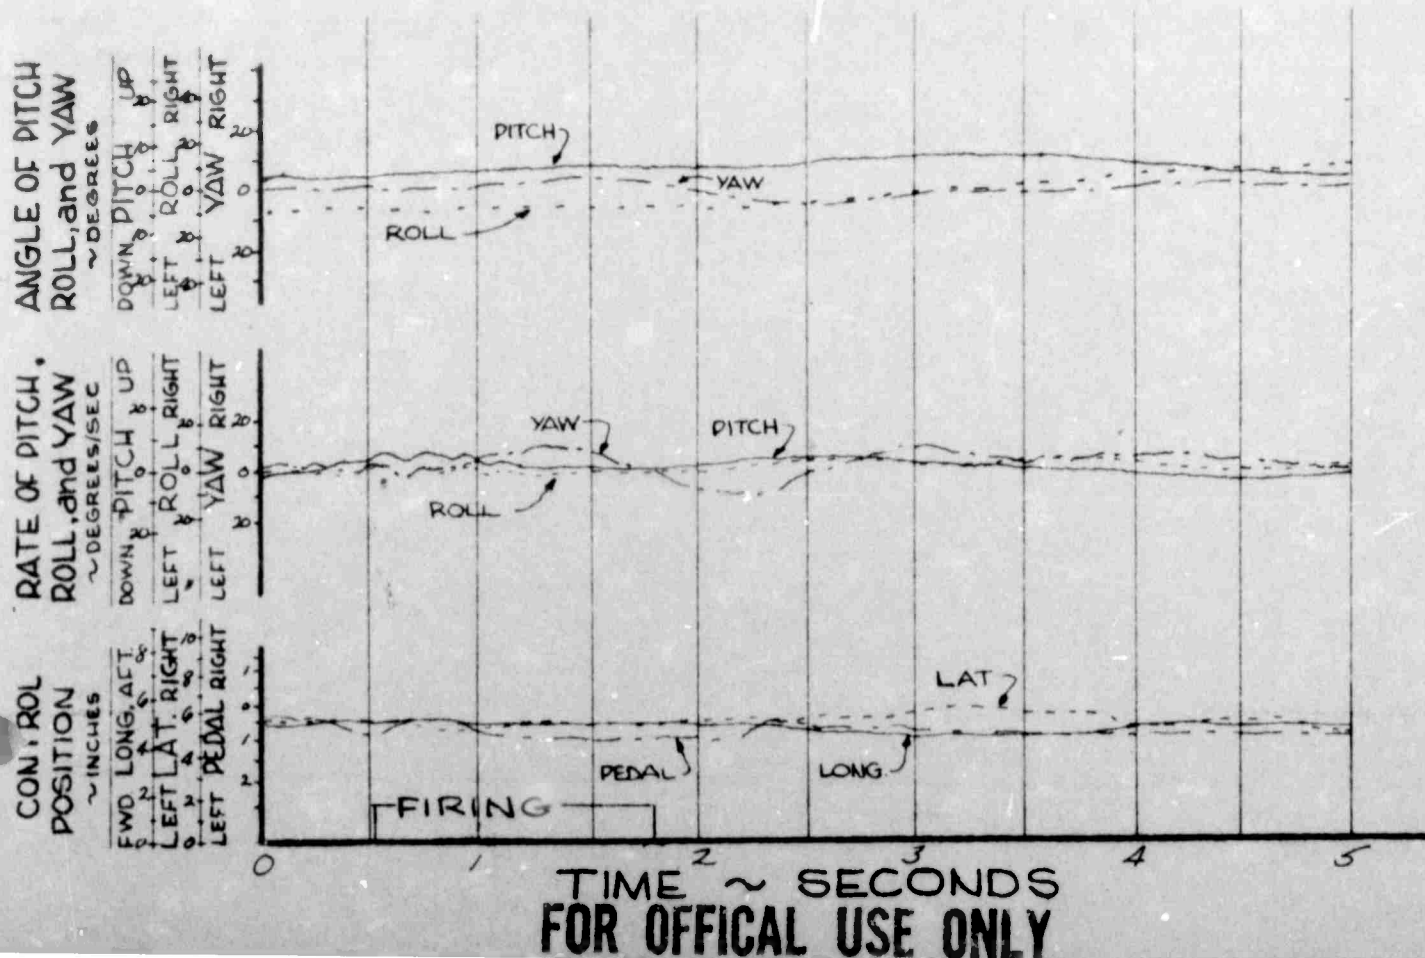 ANGLE OF PITCH
ROLL, and YAW
~DEGREES
DOWN PITCH UP
LEFT ROLL RIGHT
LEFT YAW RIGHT
20
0
20
PITCH
YAW
ROLL
RATE OF PITCH,
ROLL, and YAW
~DEGREES/SEC
DOWN PITCH UP
LEFT ROLL RIGHT
LEFT YAW RIGHT
20
0
20
YAW
PITCH
ROLL
CONTROL
POSITION
~INCHES
FWD LONG. AFT
LEFT LAT. RIGHT
LEFT PEDAL RIGHT
LAT
PEDAL
LONG
FIRING
0 1 2 3 4 5
TIME ~ SECONDS
FOR OFFICAL USE ONLY